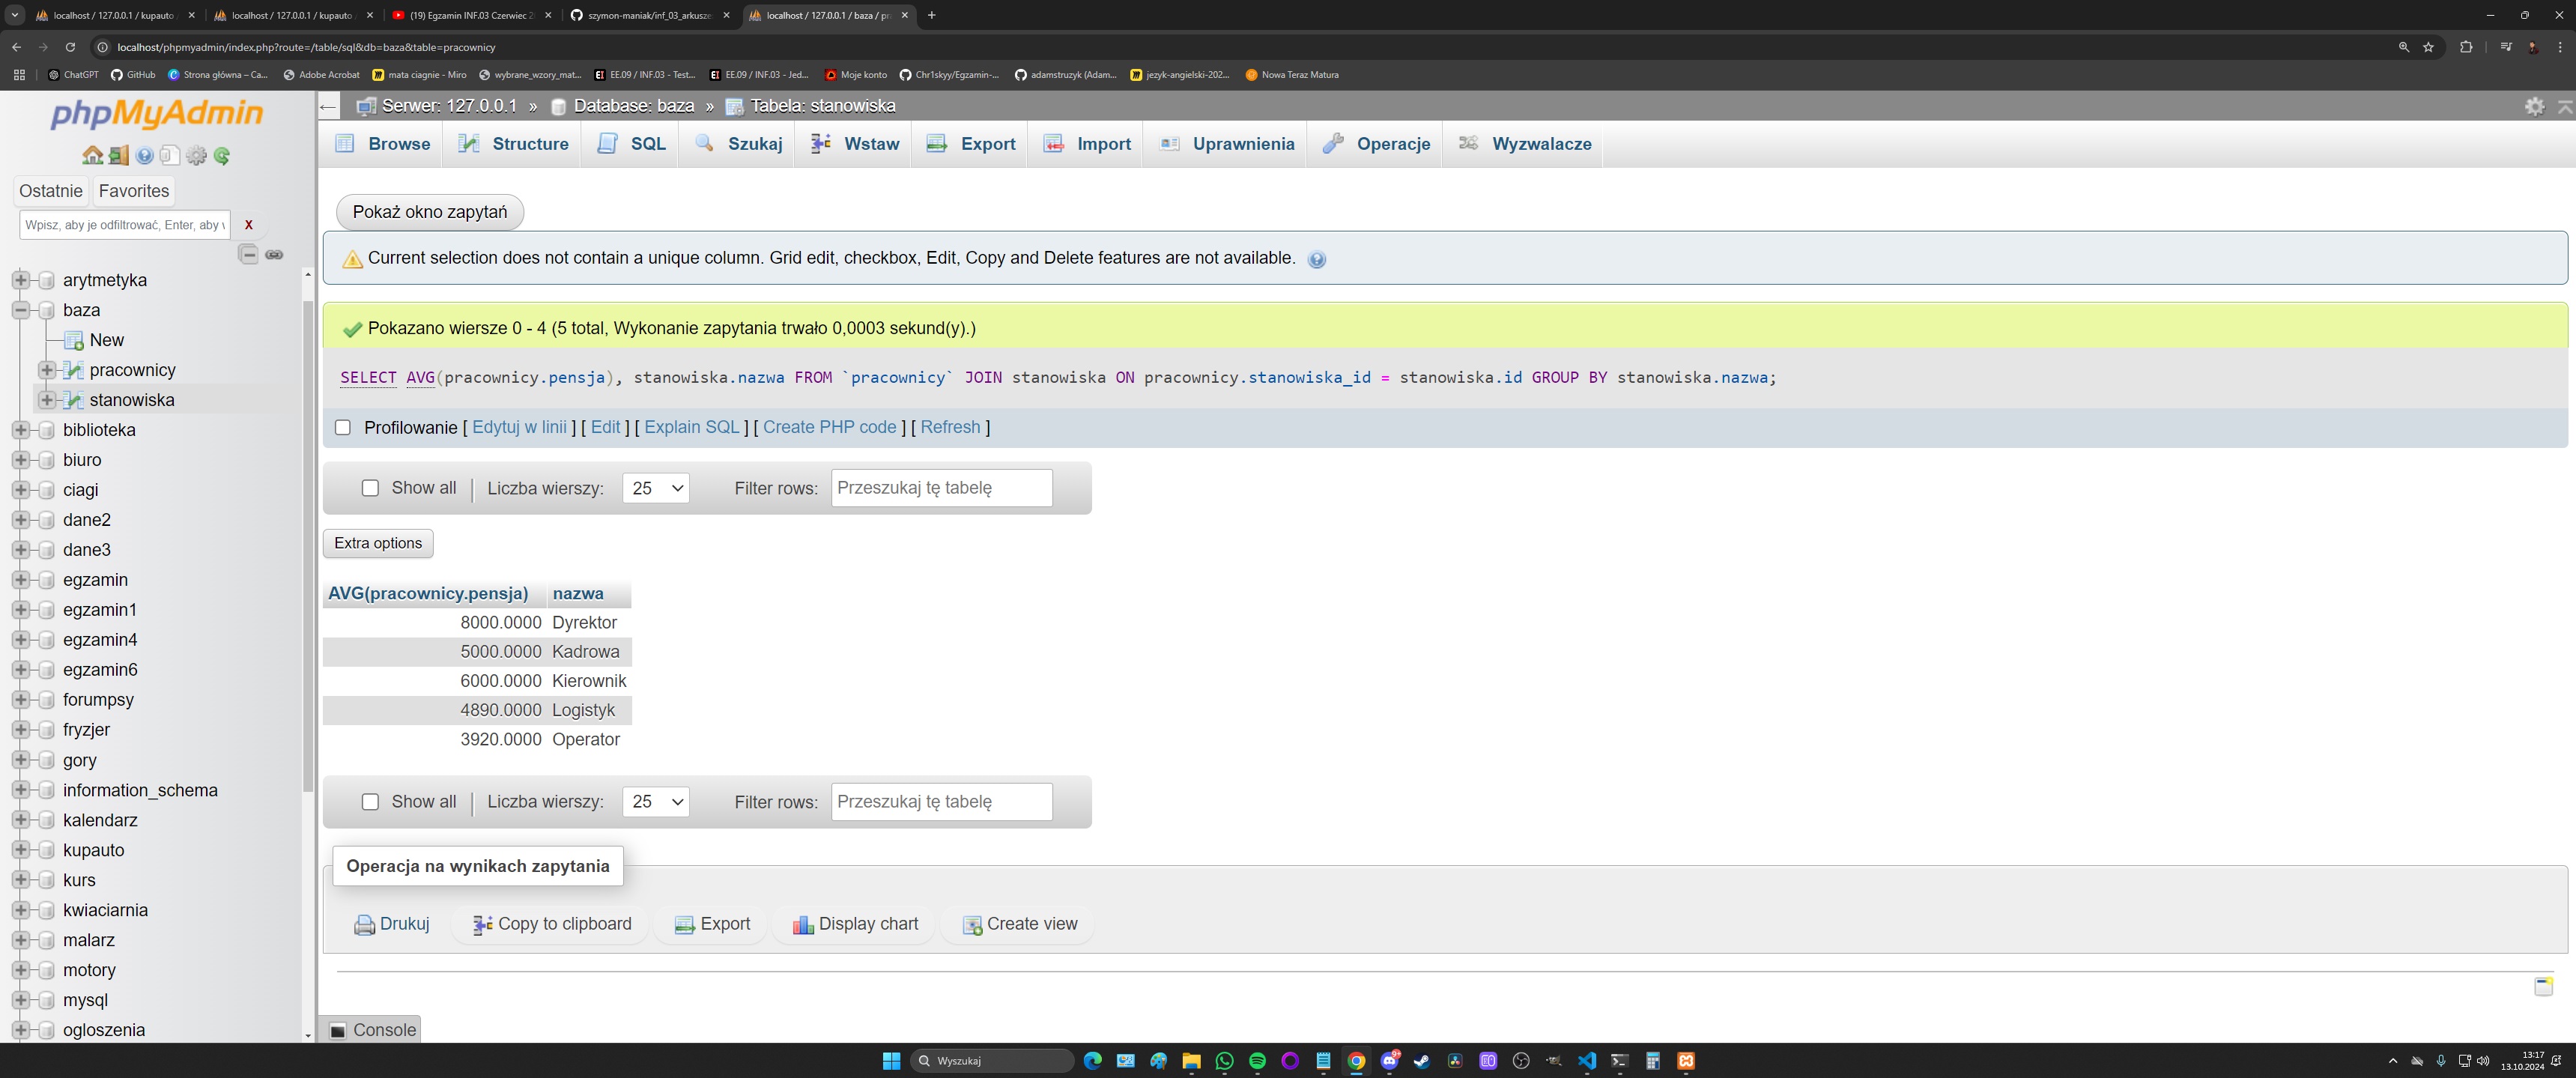 localhost / 127.0.0.1 / kupauto
localhost / 127.0.0.1 / kupauto
(19) Egzamin INF.03 Czerwiec 2
szymon-maniak/inf_03_arkusze
localhost / 127.0.0.1 / baza / pr
localhost/phpmyadmin/index.php?route=/table/sql&db=baza&table=pracownicy
ChatGPT
GitHub
Strona główna – Ca...
Adobe Acrobat
mata ciagnie - Miro
wybrane_wzory_mat...
EE.09 / INF.03 - Test...
EE.09 / INF.03 - Jed...
Moje konto
Chr1skyy/Egzamin-...
adamstruzyk (Adam...
jezyk-angielski-202...
Nowa Teraz Matura
phpMyAdmin
Ostatnie Favorites
Wpisz, aby je odfiltrować, Enter, aby w
X
arytmetyka
baza
New
pracownicy
stanowiska
biblioteka
biuro
ciagi
dane2
dane3
egzamin
egzamin1
egzamin4
egzamin6
forumpsy
fryzjer
gory
information_schema
kalendarz
kupauto
kurs
kwiaciarnia
malarz
motory
mysql
ogloszenia
Serwer: 127.0.0.1 » Database: baza » Tabela: stanowiska
Browse Structure SQL Szukaj Wstaw Export Import Uprawnienia Operacje Wyzwalacze
Pokaż okno zapytań
Current selection does not contain a unique column. Grid edit, checkbox, Edit, Copy and Delete features are not available.
Pokazano wiersze 0 - 4 (5 total, Wykonanie zapytania trwało 0,0003 sekund(y).)
SELECT AVG(pracownicy.pensja), stanowiska.nazwa FROM `pracownicy` JOIN stanowiska ON pracownicy.stanowiska_id = stanowiska.id GROUP BY stanowiska.nazwa;
Profilowanie [ Edytuj w linii ] [ Edit ] [ Explain SQL ] [ Create PHP code ] [ Refresh ]
Show all | Liczba wierszy: 25 Filter rows: Przeszukaj tę tabelę
Extra options
AVG(pracownicy.pensja) nazwa
8000.0000 Dyrektor
5000.0000 Kadrowa
6000.0000 Kierownik
4890.0000 Logistyk
3920.0000 Operator
Show all | Liczba wierszy: 25 Filter rows: Przeszukaj tę tabelę
Operacja na wynikach zapytania
Drukuj Copy to clipboard Export Display chart Create view
Console
Wyszukaj
13:17
13.10.2024